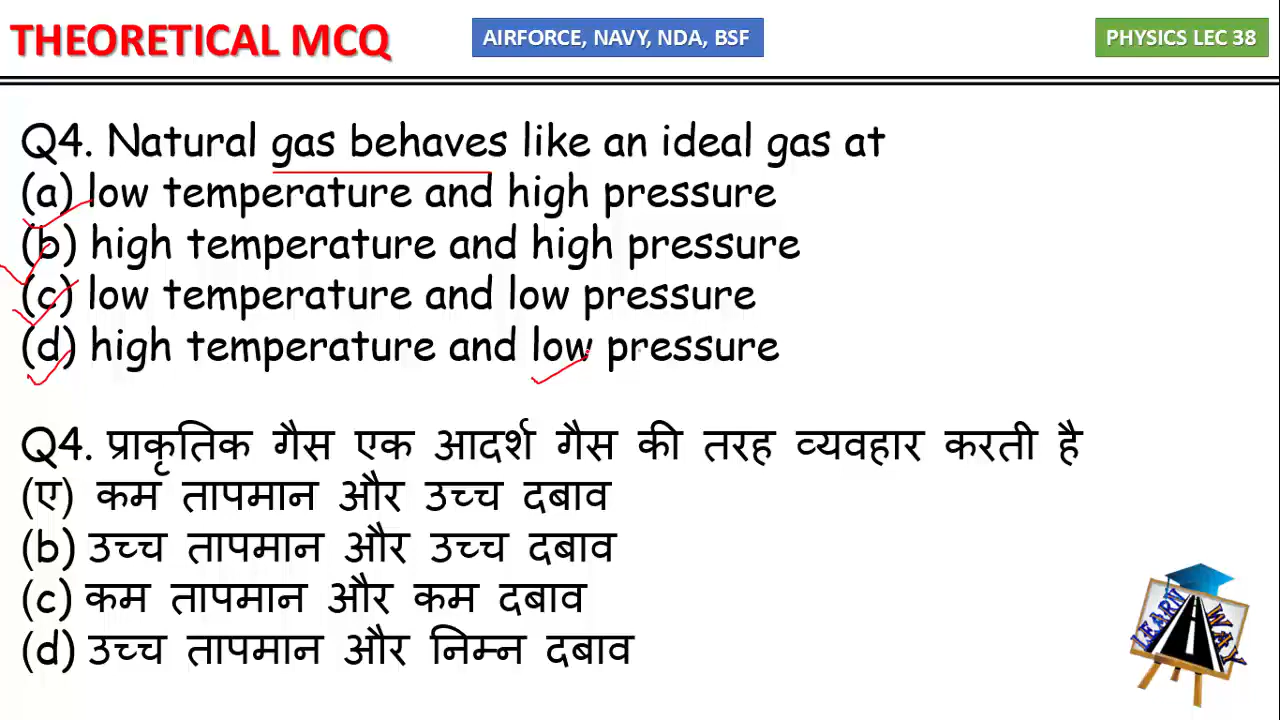 THEORETICAL MCQ
AIRFORCE, NAVY, NDA, BSF
PHYSICS LEC 38
Q4. Natural gas behaves like an ideal gas at
(a) low temperature and high pressure
(b) high temperature and high pressure
(c) low temperature and low pressure
(d) high temperature and low pressure
Q4. प्राकृतिक गैस एक आदर्श गैस की तरह व्यवहार करती है
(ए) कम तापमान और उच्च दबाव
(b) उच्च तापमान और उच्च दबाव
(c) कम तापमान और कम दबाव
(d) उच्च तापमान और निम्न दबाव
LEARN WAY